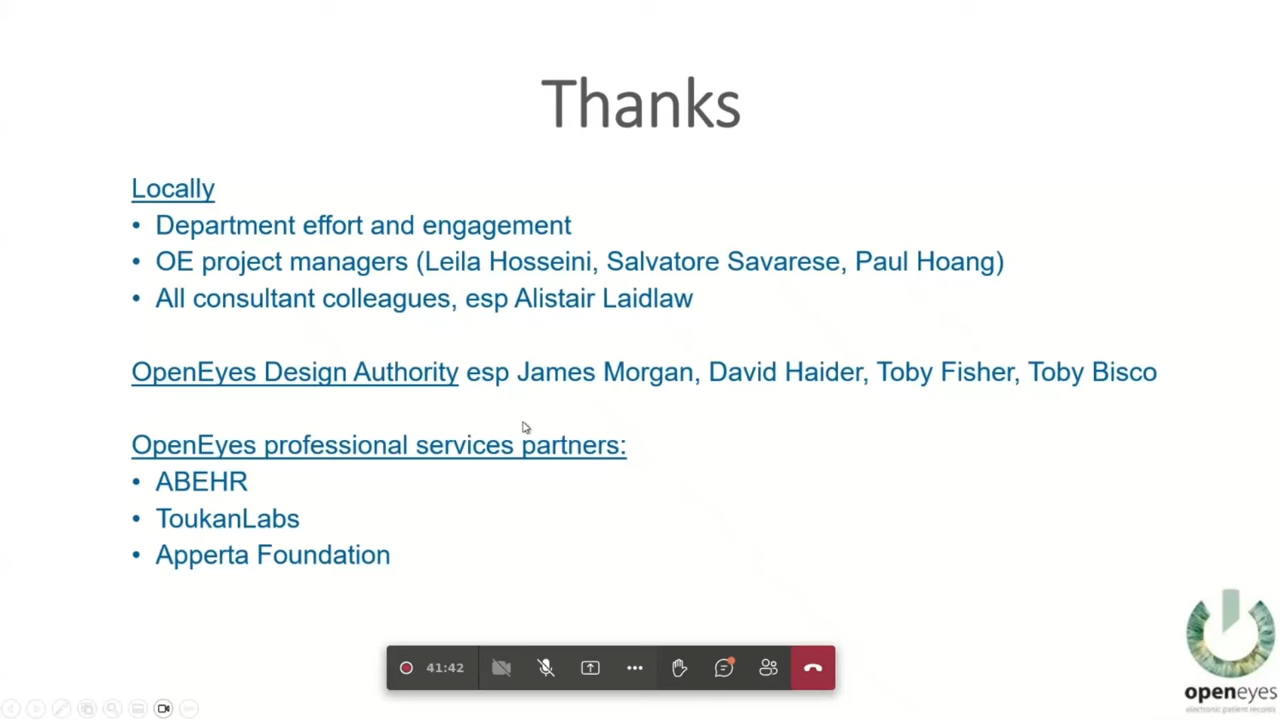 Thanks
Locally
• Department effort and engagement
• OE project managers (Leila Hosseini, Salvatore Savarese, Paul Hoang)
• All consultant colleagues, esp Alistair Laidlaw
OpenEyes Design Authority esp James Morgan, David Haider, Toby Fisher, Toby Bisco
OpenEyes professional services partners:
• ABEHR
• ToukanLabs
• Apperta Foundation
41:42
openeyes
electronic patient records